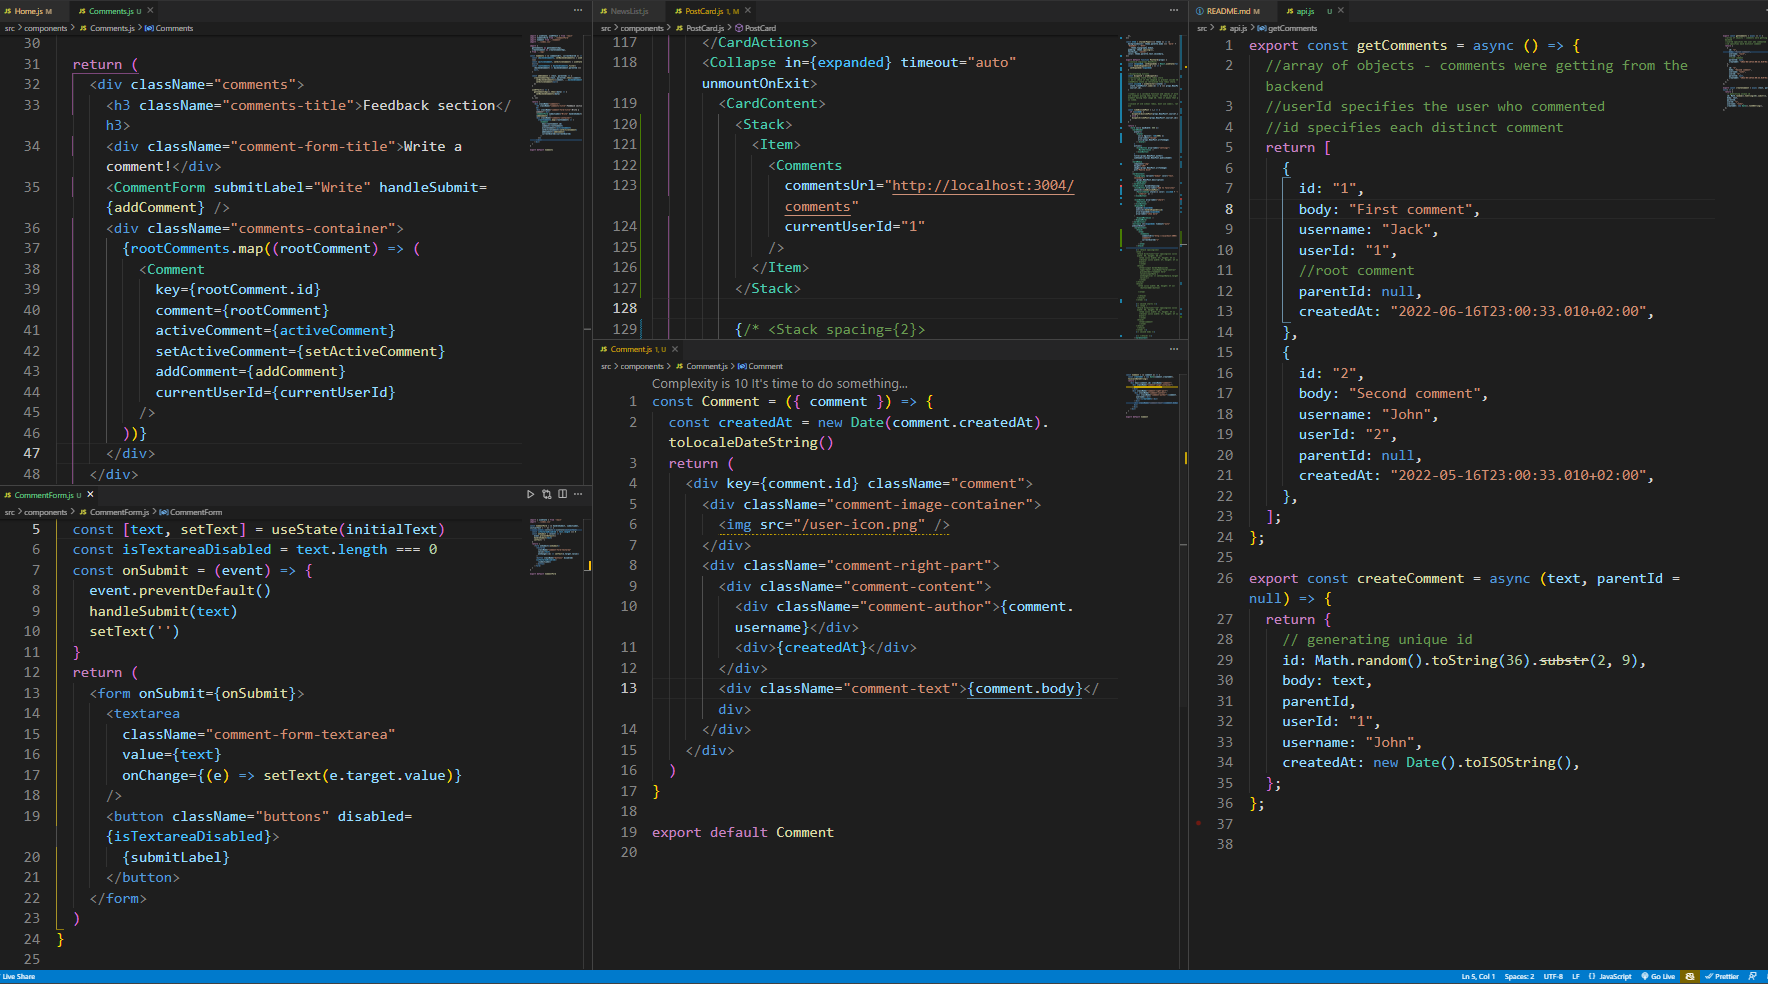 JS Home.js M
JS Comments.js U ×
src > components > JS Comments.js > Comments
30
31 return (
32 <div className="comments">
33 <h3 className="comments-title">Feedback section</
h3>
34 <div className="comment-form-title">Write a
comment!</div>
35 <CommentForm submitLabel="Write" handleSubmit=
{addComment} />
36 <div className="comments-container">
37 {rootComments.map((rootComment) => (
38 <Comment
39 key={rootComment.id}
40 comment={rootComment}
41 activeComment={activeComment}
42 setActiveComment={setActiveComment}
43 addComment={addComment}
44 currentUserId={currentUserId}
45 />
46 ))}
47 </div>
48 </div>
JS CommentForm.js U ×
src > components > JS CommentForm.js > CommentForm
5 const [text, setText] = useState(initialText)
6 const isTextareaDisabled = text.length === 0
7 const onSubmit = (event) => {
8 event.preventDefault()
9 handleSubmit(text)
10 setText('')
11 }
12 return (
13 <form onSubmit={onSubmit}>
14 <textarea
15 className="comment-form-textarea"
16 value={text}
17 onChange={(e) => setText(e.target.value)}
18 />
19 <button className="buttons" disabled=
{isTextareaDisabled}>
20 {submitLabel}
21 </button>
22 </form>
23 )
24 }
25
JS NewsList.js
JS PostCard.js 1, M ×
src > components > JS PostCard.js > PostCard
117 </CardActions>
118 <Collapse in={expanded} timeout="auto"
unmountOnExit>
119 <CardContent>
120 <Stack>
121 <Item>
122 <Comments
123 commentsUrl="http://localhost:3004/
comments"
124 currentUserId="1"
125 />
126 </Item>
127 </Stack>
128
129 {/* <Stack spacing={2}>
JS Comment.js 1, U ×
src > components > JS Comment.js > Comment
Complexity is 10 It's time to do something...
1 const Comment = ({ comment }) => {
2 const createdAt = new Date(comment.createdAt).
toLocaleDateString()
3 return (
4 <div key={comment.id} className="comment">
5 <div className="comment-image-container">
6 <img src="/user-icon.png" />
7 </div>
8 <div className="comment-right-part">
9 <div className="comment-content">
10 <div className="comment-author">{comment.
username}</div>
11 <div>{createdAt}</div>
12 </div>
13 <div className="comment-text">{comment.body}</
div>
14 </div>
15 </div>
16 )
17 }
18
19 export default Comment
20
README.md M
JS api.js U ×
src > JS api.js > getComments
1 export const getComments = async () => {
2 //array of objects - comments were getting from the
backend
3 //userId specifies the user who commented
4 //id specifies each distinct comment
5 return [
6 {
7 id: "1",
8 body: "First comment",
9 username: "Jack",
10 userId: "1",
11 //root comment
12 parentId: null,
13 createdAt: "2022-06-16T23:00:33.010+02:00",
14 },
15 {
16 id: "2",
17 body: "Second comment",
18 username: "John",
19 userId: "2",
20 parentId: null,
21 createdAt: "2022-05-16T23:00:33.010+02:00",
22 },
23 ];
24 };
25
26 export const createComment = async (text, parentId =
null) => {
27 return {
28 // generating unique id
29 id: Math.random().toString(36).substr(2, 9),
30 body: text,
31 parentId,
32 userId: "1",
33 username: "John",
34 createdAt: new Date().toISOString(),
35 };
36 };
37
38
Live Share
Ln 5, Col 1 Spaces: 2 UTF-8 LF {} JavaScript Go Live Prettier